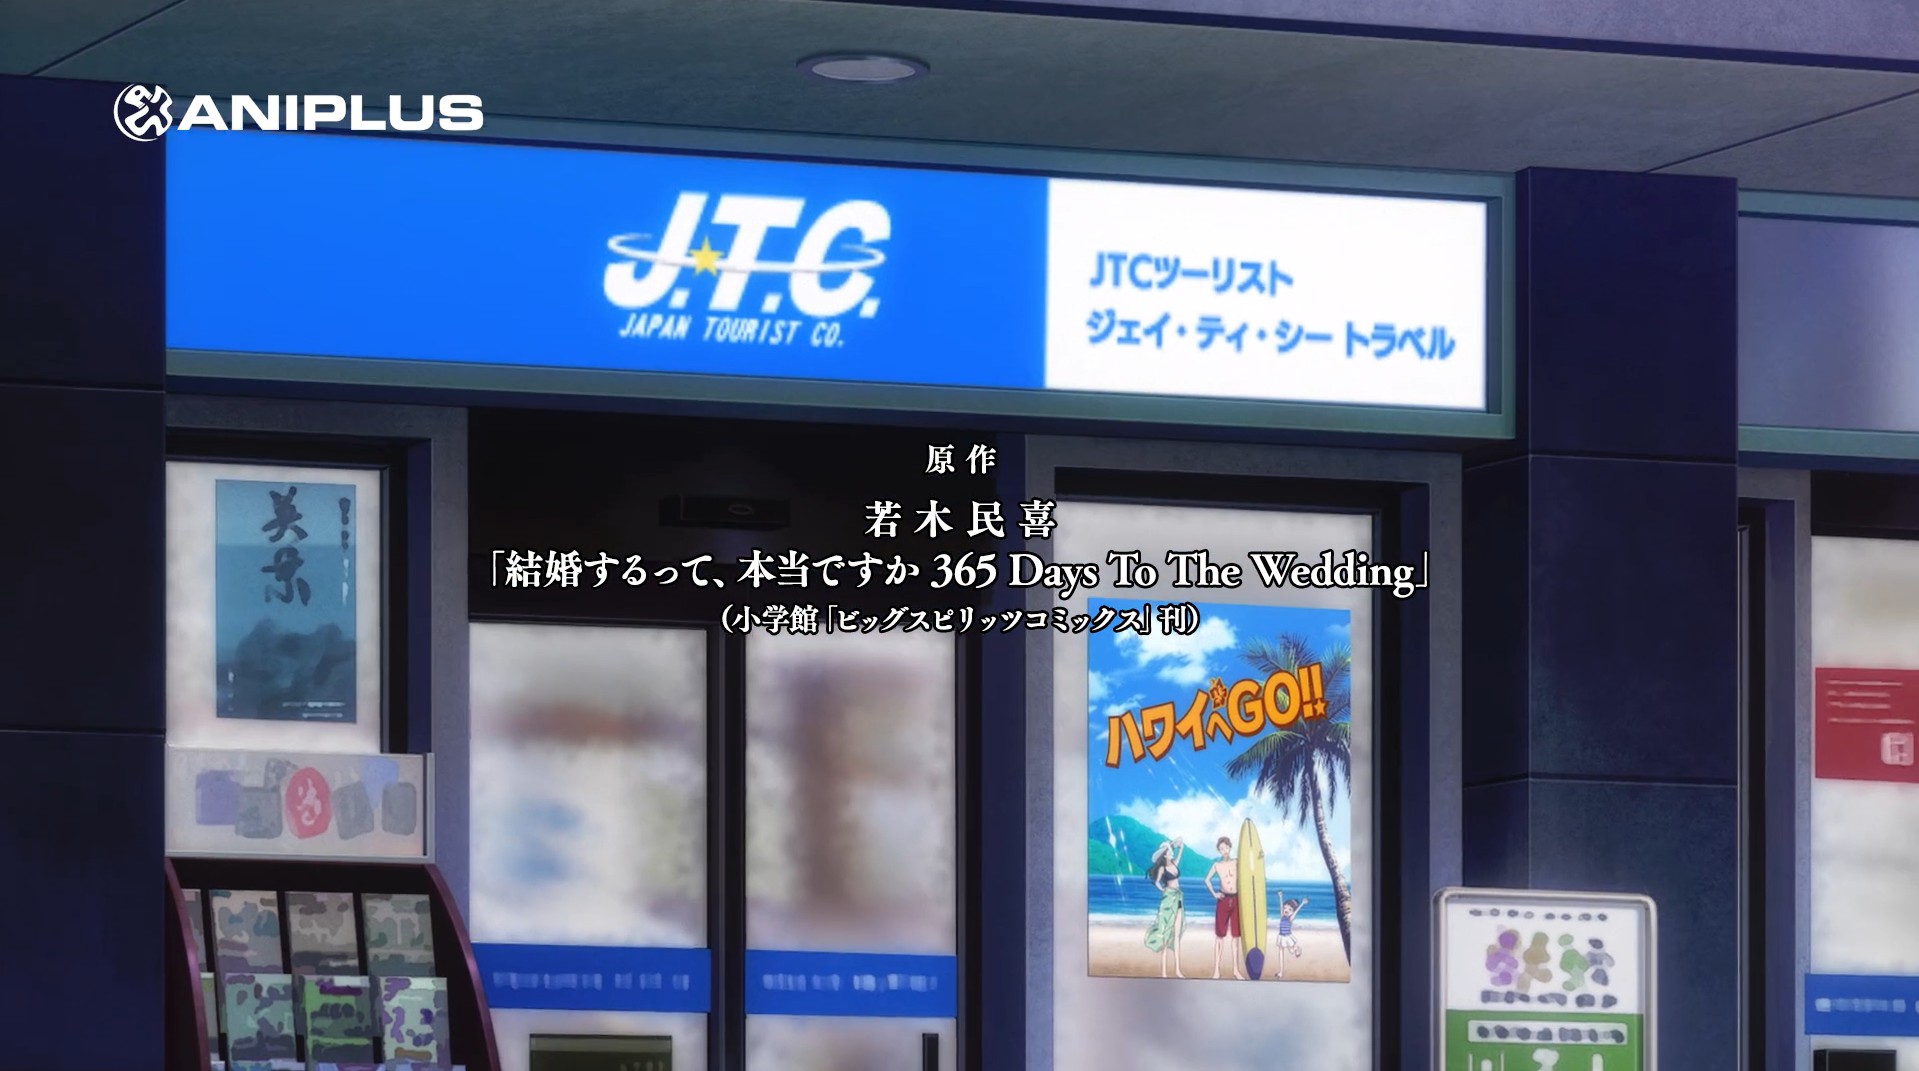 ANIPLUS
J.T.C.
JAPAN TOURIST CO.
JTCツーリスト
ジェイ・ティ・シー トラベル
原作
若木民喜
「結婚するって、本当ですか 365 Days To The Wedding」
(小学館「ビッグスピリッツコミックス」刊)
ハワイへGO!!